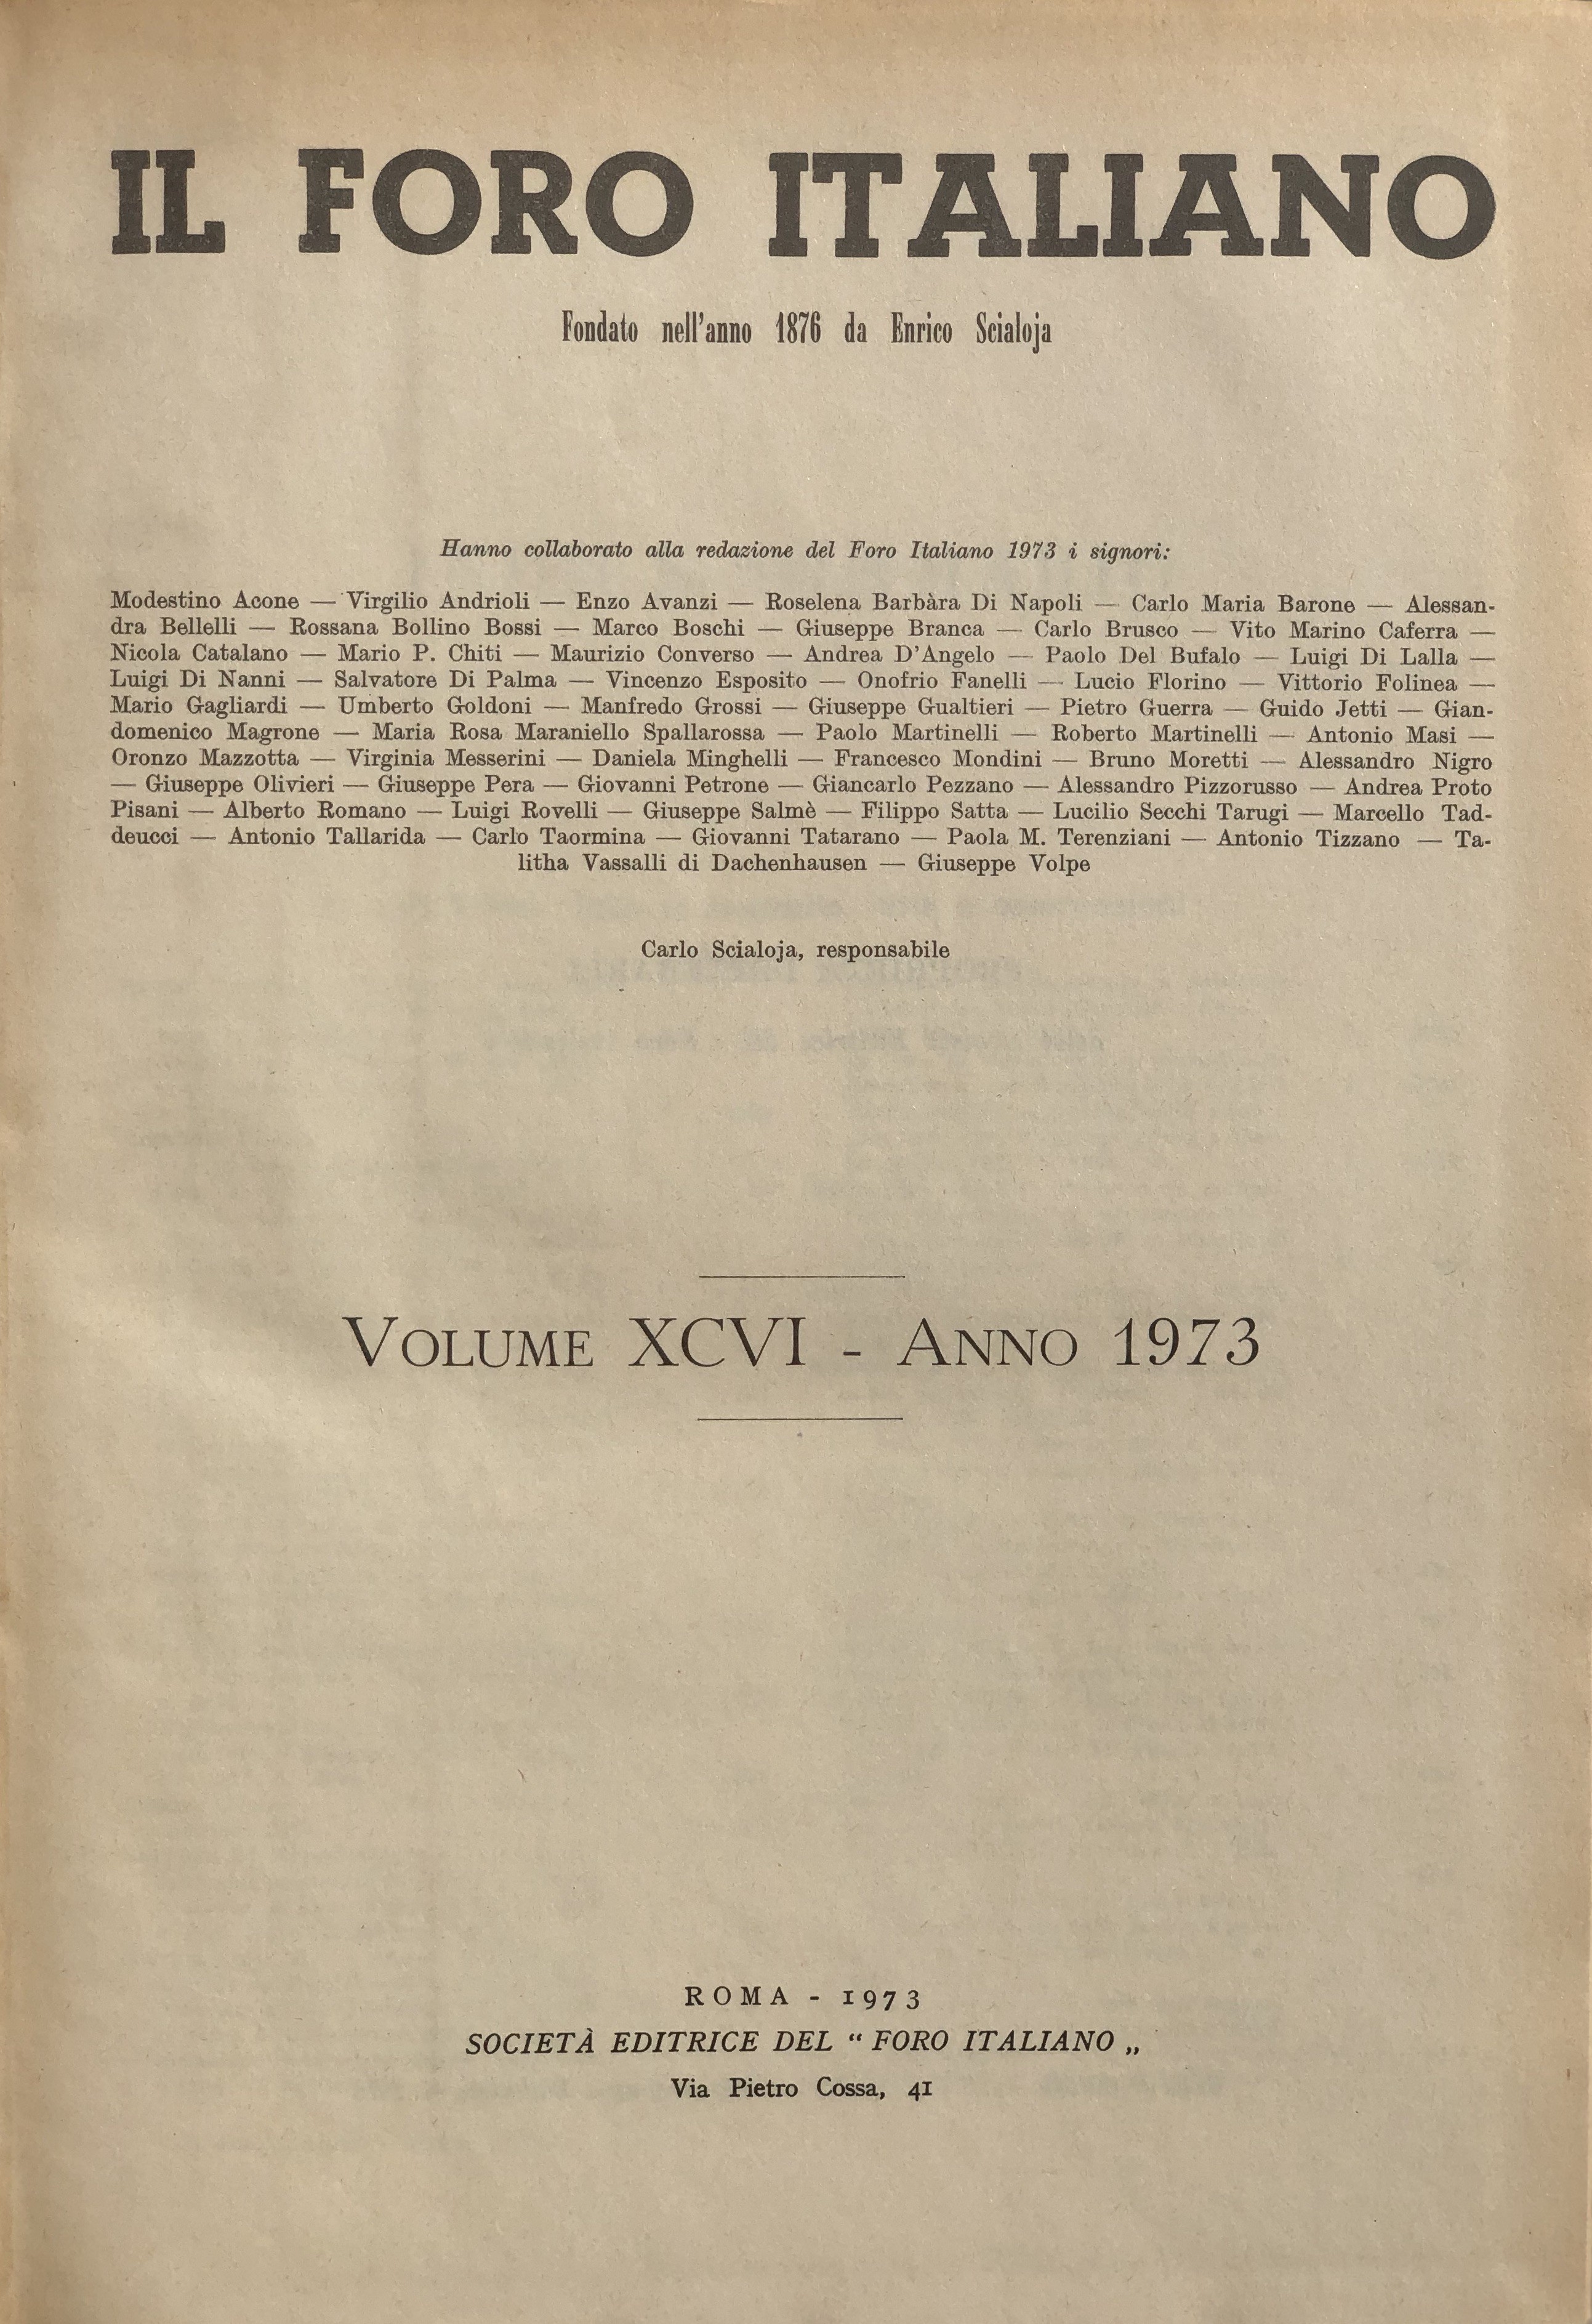 IL FORO ITALIANO
Fondato nell'anno 1876 da Enrico Scialoja
Hanno collaborato alla redazione del Foro Italiano 1973 i signori:
Modestino Acone — Virgilio Andrioli — Enzo Avanzi — Roselena Barbàra Di Napoli — Carlo Maria Barone — Alessan-
dra Bellelli — Rossana Bollino Bossi — Marco Boschi — Giuseppe Branca — Carlo Brusco — Vito Marino Caferra —
Nicola Catalano — Mario P. Chiti — Maurizio Converso — Andrea D'Angelo — Paolo Del Bufalo — Luigi Di Lalla —
Luigi Di Nanni — Salvatore Di Palma — Vincenzo Esposito — Onofrio Fanelli — Lucio Florino — Vittorio Folinea —
Mario Gagliardi — Umberto Goldoni — Manfredo Grossi — Giuseppe Gualtieri — Pietro Guerra — Guido Jetti — Gian-
domenico Magrone — Maria Rosa Maraniello Spallarossa — Paolo Martinelli — Roberto Martinelli — Antonio Masi —
Oronzo Mazzotta — Virginia Messerini — Daniela Minghelli — Francesco Mondini — Bruno Moretti — Alessandro Nigro
— Giuseppe Olivieri — Giuseppe Pera — Giovanni Petrone — Giancarlo Pezzano — Alessandro Pizzorusso — Andrea Proto
Pisani — Alberto Romano — Luigi Rovelli — Giuseppe Salmè — Filippo Satta — Lucilio Secchi Tarugi — Marcello Tad-
deucci — Antonio Tallarida — Carlo Taormina — Giovanni Tatarano — Paola M. Terenziani — Antonio Tizzano — Ta-
litha Vassalli di Dachenhausen — Giuseppe Volpe
Carlo Scialoja, responsabile
VOLUME XCVI - ANNO 1973
ROMA - 1973
SOCIETÀ EDITRICE DEL “ FORO ITALIANO „
Via Pietro Cossa, 41